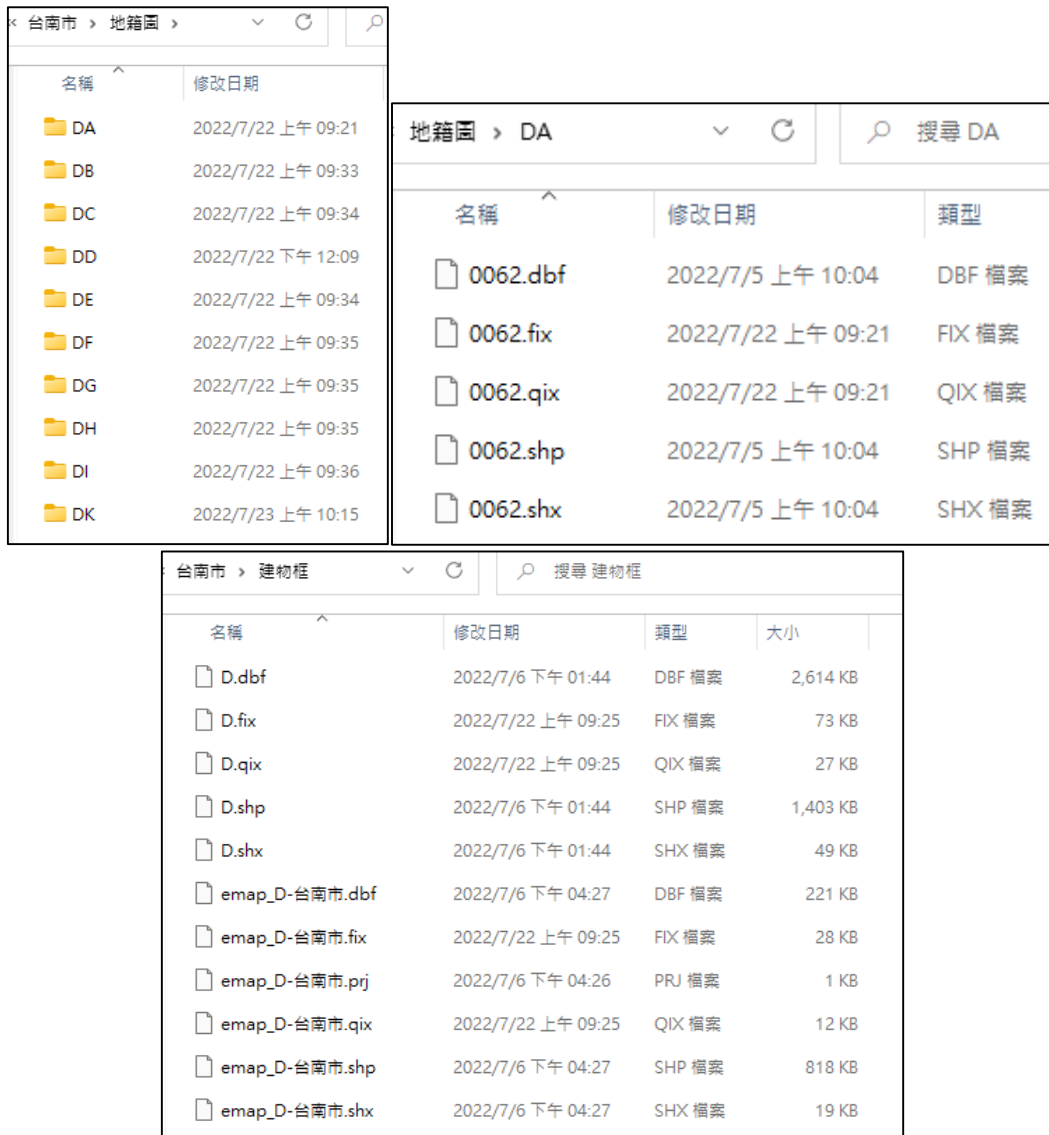 « 台南市 › 地籍圖 ›
名稱 修改日期
DA 2022/7/22 上午 09:21
DB 2022/7/22 上午 09:33
DC 2022/7/22 上午 09:34
DD 2022/7/22 下午 12:09
DE 2022/7/22 上午 09:34
DF 2022/7/22 上午 09:35
DG 2022/7/22 上午 09:35
DH 2022/7/22 上午 09:35
DI 2022/7/22 上午 09:36
DK 2022/7/23 上午 10:15
地籍圖 › DA 搜尋 DA
名稱 修改日期 類型
0062.dbf 2022/7/5 上午 10:04 DBF 檔案
0062.fix 2022/7/22 上午 09:21 FIX 檔案
0062.qix 2022/7/22 上午 09:21 QIX 檔案
0062.shp 2022/7/5 上午 10:04 SHP 檔案
0062.shx 2022/7/5 上午 10:04 SHX 檔案
台南市 › 建物框 搜尋 建物框
名稱 修改日期 類型 大小
D.dbf 2022/7/6 下午 01:44 DBF 檔案 2,614 KB
D.fix 2022/7/22 上午 09:25 FIX 檔案 73 KB
D.qix 2022/7/22 上午 09:25 QIX 檔案 27 KB
D.shp 2022/7/6 下午 01:44 SHP 檔案 1,403 KB
D.shx 2022/7/6 下午 01:44 SHX 檔案 49 KB
emap_D-台南市.dbf 2022/7/6 下午 04:27 DBF 檔案 221 KB
emap_D-台南市.fix 2022/7/22 上午 09:25 FIX 檔案 28 KB
emap_D-台南市.prj 2022/7/6 下午 04:26 PRJ 檔案 1 KB
emap_D-台南市.qix 2022/7/22 上午 09:25 QIX 檔案 12 KB
emap_D-台南市.shp 2022/7/6 下午 04:27 SHP 檔案 818 KB
emap_D-台南市.shx 2022/7/6 下午 04:27 SHX 檔案 19 KB